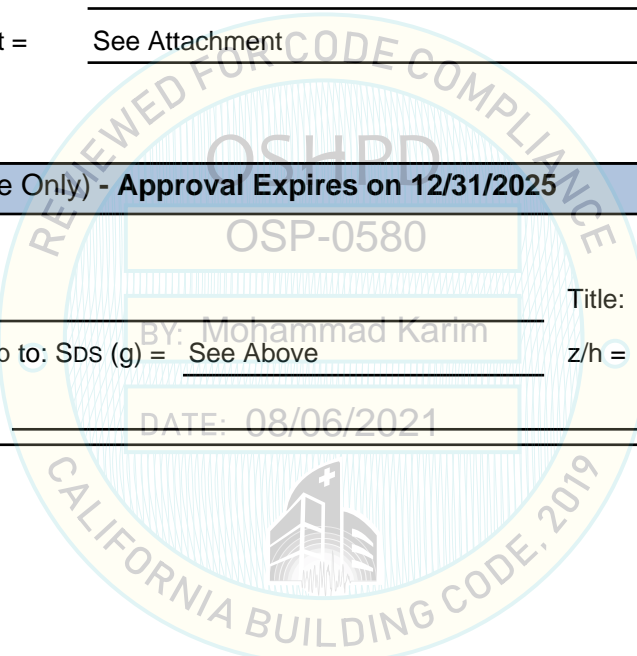 t = See Attachment
REVIEWED FOR CODE COMPLIANCE
OSHPD
e Only) - Approval Expires on 12/31/2025
OSP-0580
Title:
BY: Mohammad Karim
to: SDS (g) = See Above z/h =
DATE: 08/06/2021
CALIFORNIA BUILDING CODE, 2019